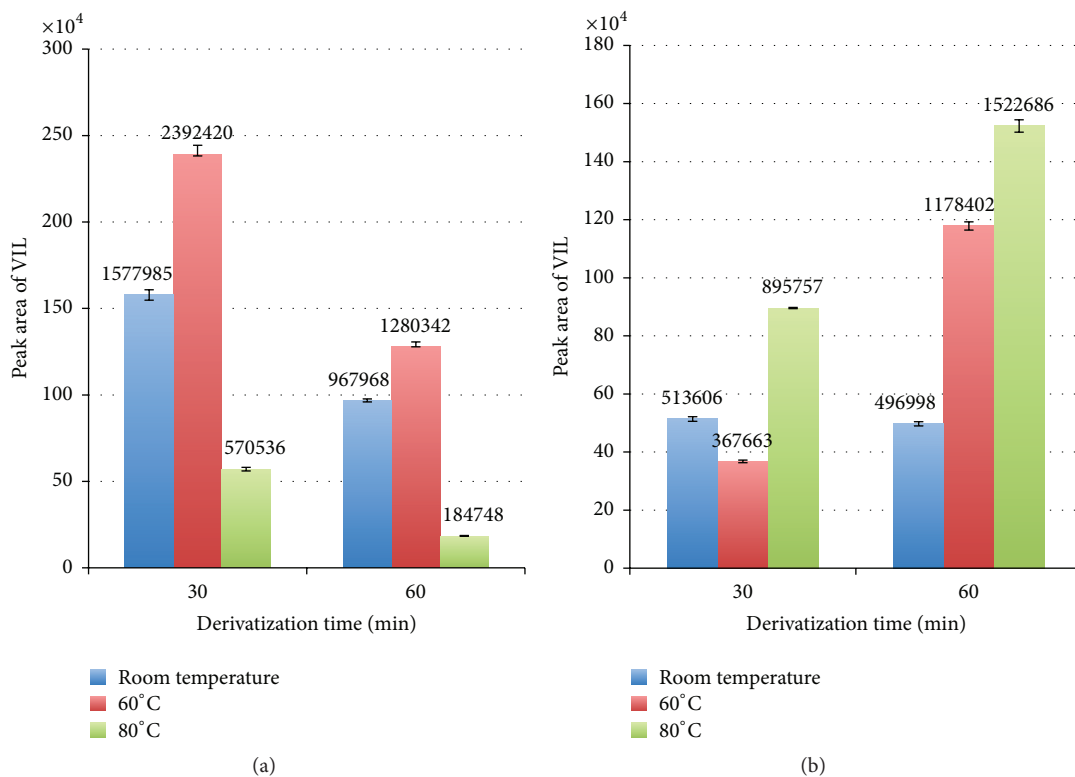 ×10⁴
300
250
200
150
100
50
0
Peak area of VIL
2392420
1577985
570536
1280342
967968
184748
30
60
Derivatization time (min)
Room temperature
60°C
80°C
(a)
×10⁴
180
160
140
120
100
80
60
40
20
0
Peak area of VIL
1522686
1178402
895757
513606
367663
496998
30
60
Derivatization time (min)
Room temperature
60°C
80°C
(b)